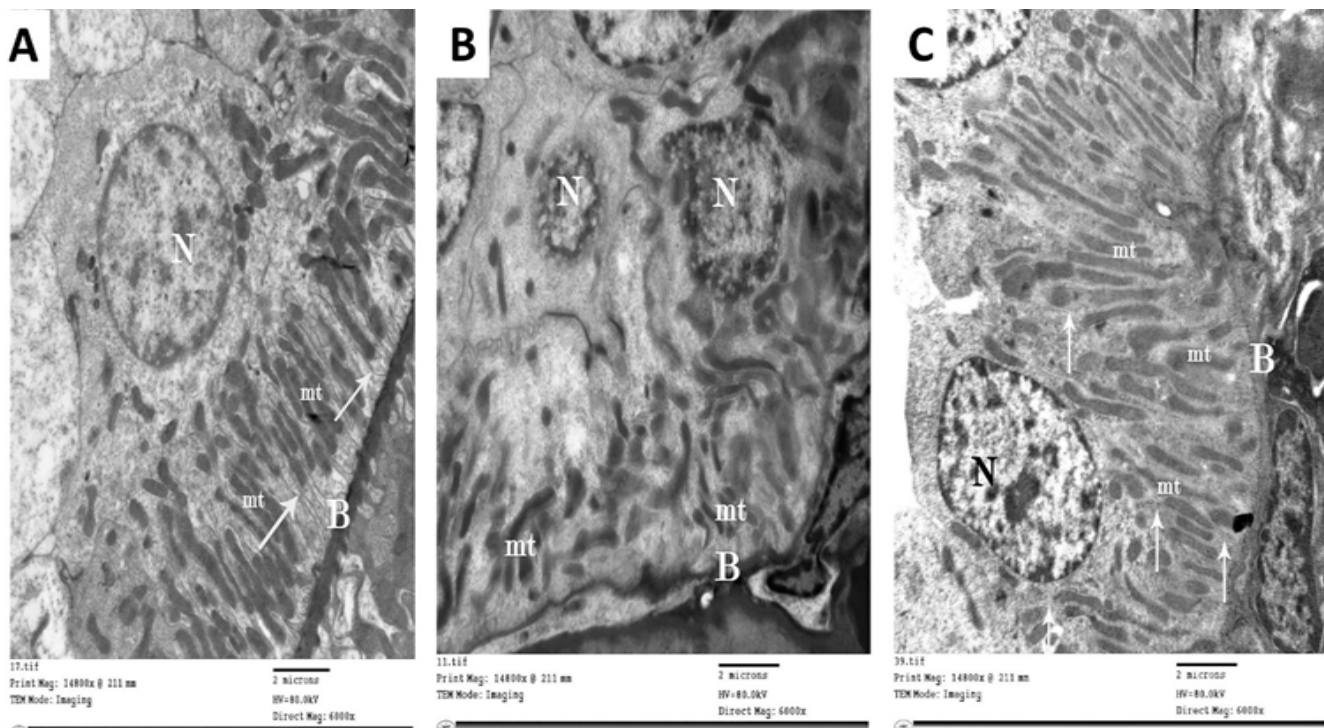 A
N
mt
mt
B
17.tif
Print Mag: 14800x @ 211 mm
TEM Mode: Imaging
2 microns
HV=80.0kV
Direct Mag: 6000x
B
N
N
mt
mt
B
11.tif
Print Mag: 14800x @ 211 mm
TEM Mode: Imaging
2 microns
HV=80.0kV
Direct Mag: 6000x
C
mt
mt
B
N
mt
39.tif
Print Mag: 14800x @ 211 mm
TEM Mode: Imaging
2 microns
HV=80.0kV
Direct Mag: 6000x